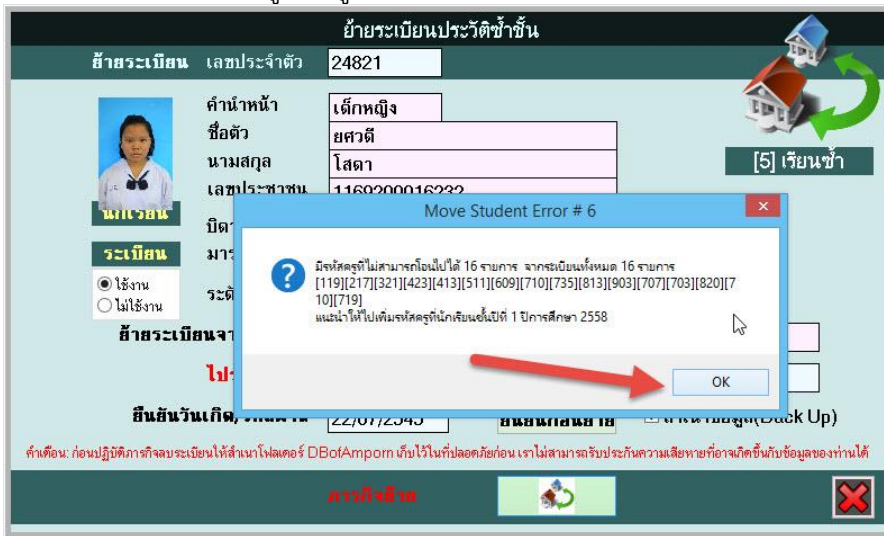 ย้ายระเบียนประวัติซ้ำชั้น
ย้ายระเบียน เลขประจำตัว 24821
คำนำหน้า เด็กหญิง
ชื่อตัว ยศวดี
นามสกุล โสดา
[5] เรียนซ้ำ
เลขประชาชน 1169200016232
นักเรียน
Move Student Error # 6
ระเบียน
ใช้งาน
ไม่ใช้งาน
มีรหัสครูที่ไม่สามารถโอนไปได้ 16 รายการ จากระเบียนทั้งหมด 16 รายการ
[119][217][321][423][413][511][609][710][735][813][903][707][703][820][7
10][719]
แนะนำให้ไปเพิ่มรหัสครูที่นักเรียนชั้นปีที่ 1 ปีการศึกษา 2558
OK
22/07/2545 ยืนยันก่อนย้าย สำเนาข้อมูล(Back Up)
คำเตือน: ก่อนปฏิบัติภารกิจลบระเบียนให้สำเนาโฟลเดอร์ DBofAmporn เก็บไว้ในที่ปลอดภัยก่อน เราไม่สามารถรับประกันความเสียหายที่อาจเกิดขึ้นกับข้อมูลของท่านได้
ภารกิจย้าย